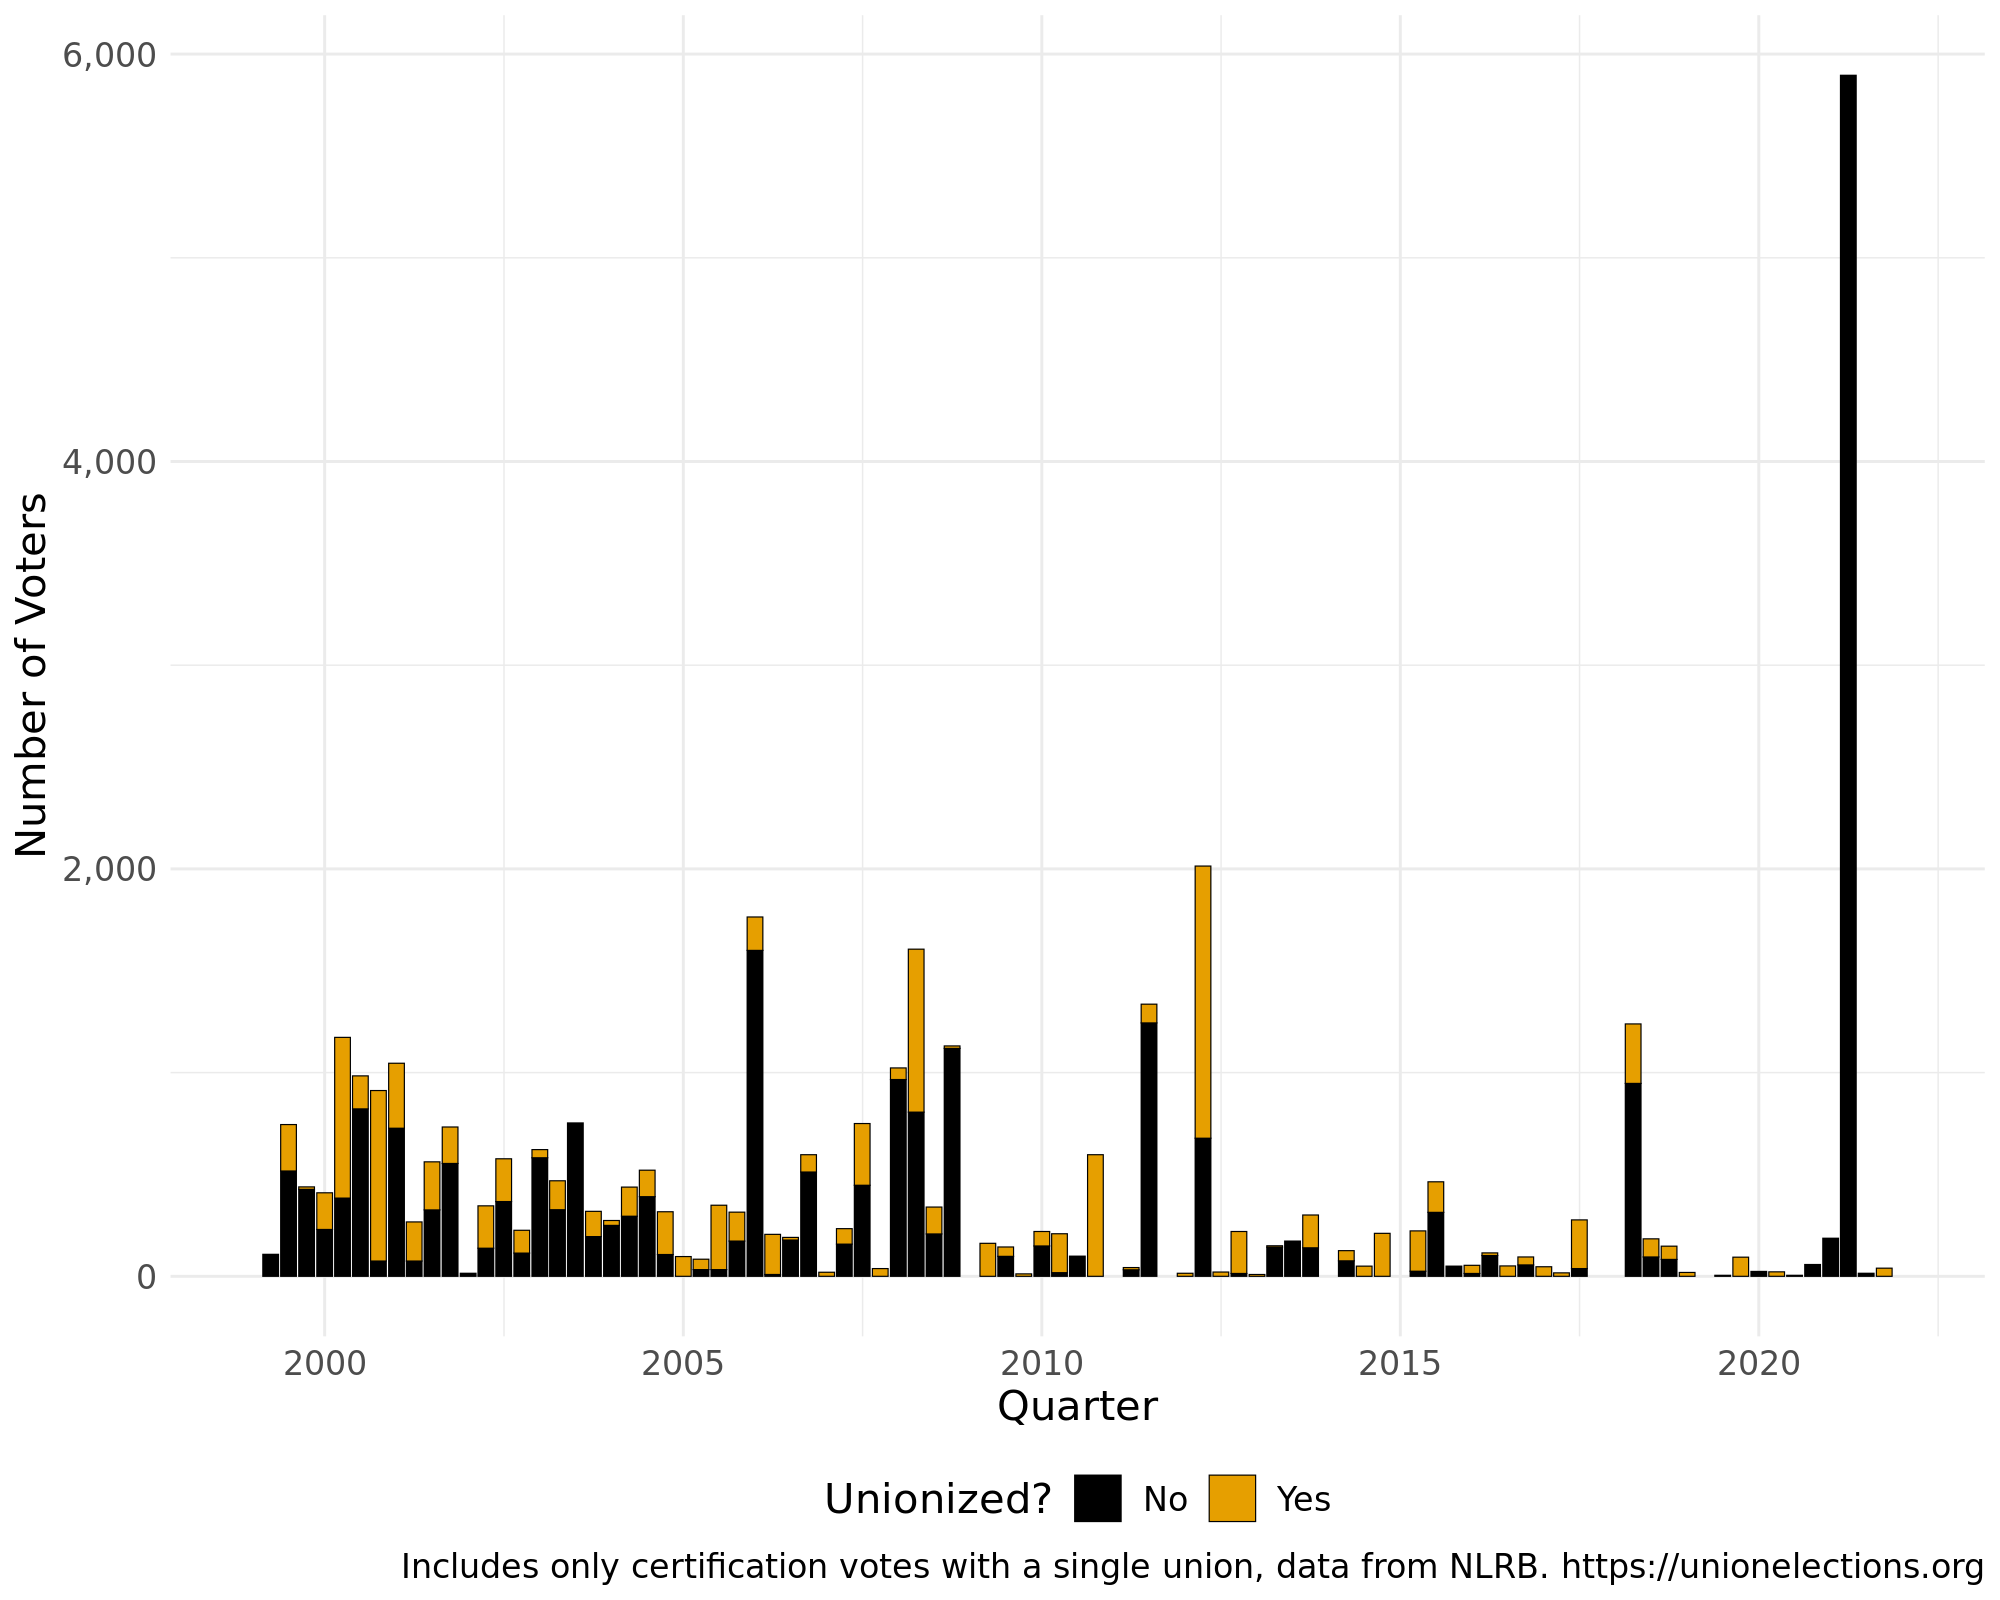 6,000
4,000
2,000
0
Number of Voters
2000 2005 2010 2015 2020
Quarter
Unionized? No Yes
Includes only certification votes with a single union, data from NLRB. https://unionelections.org